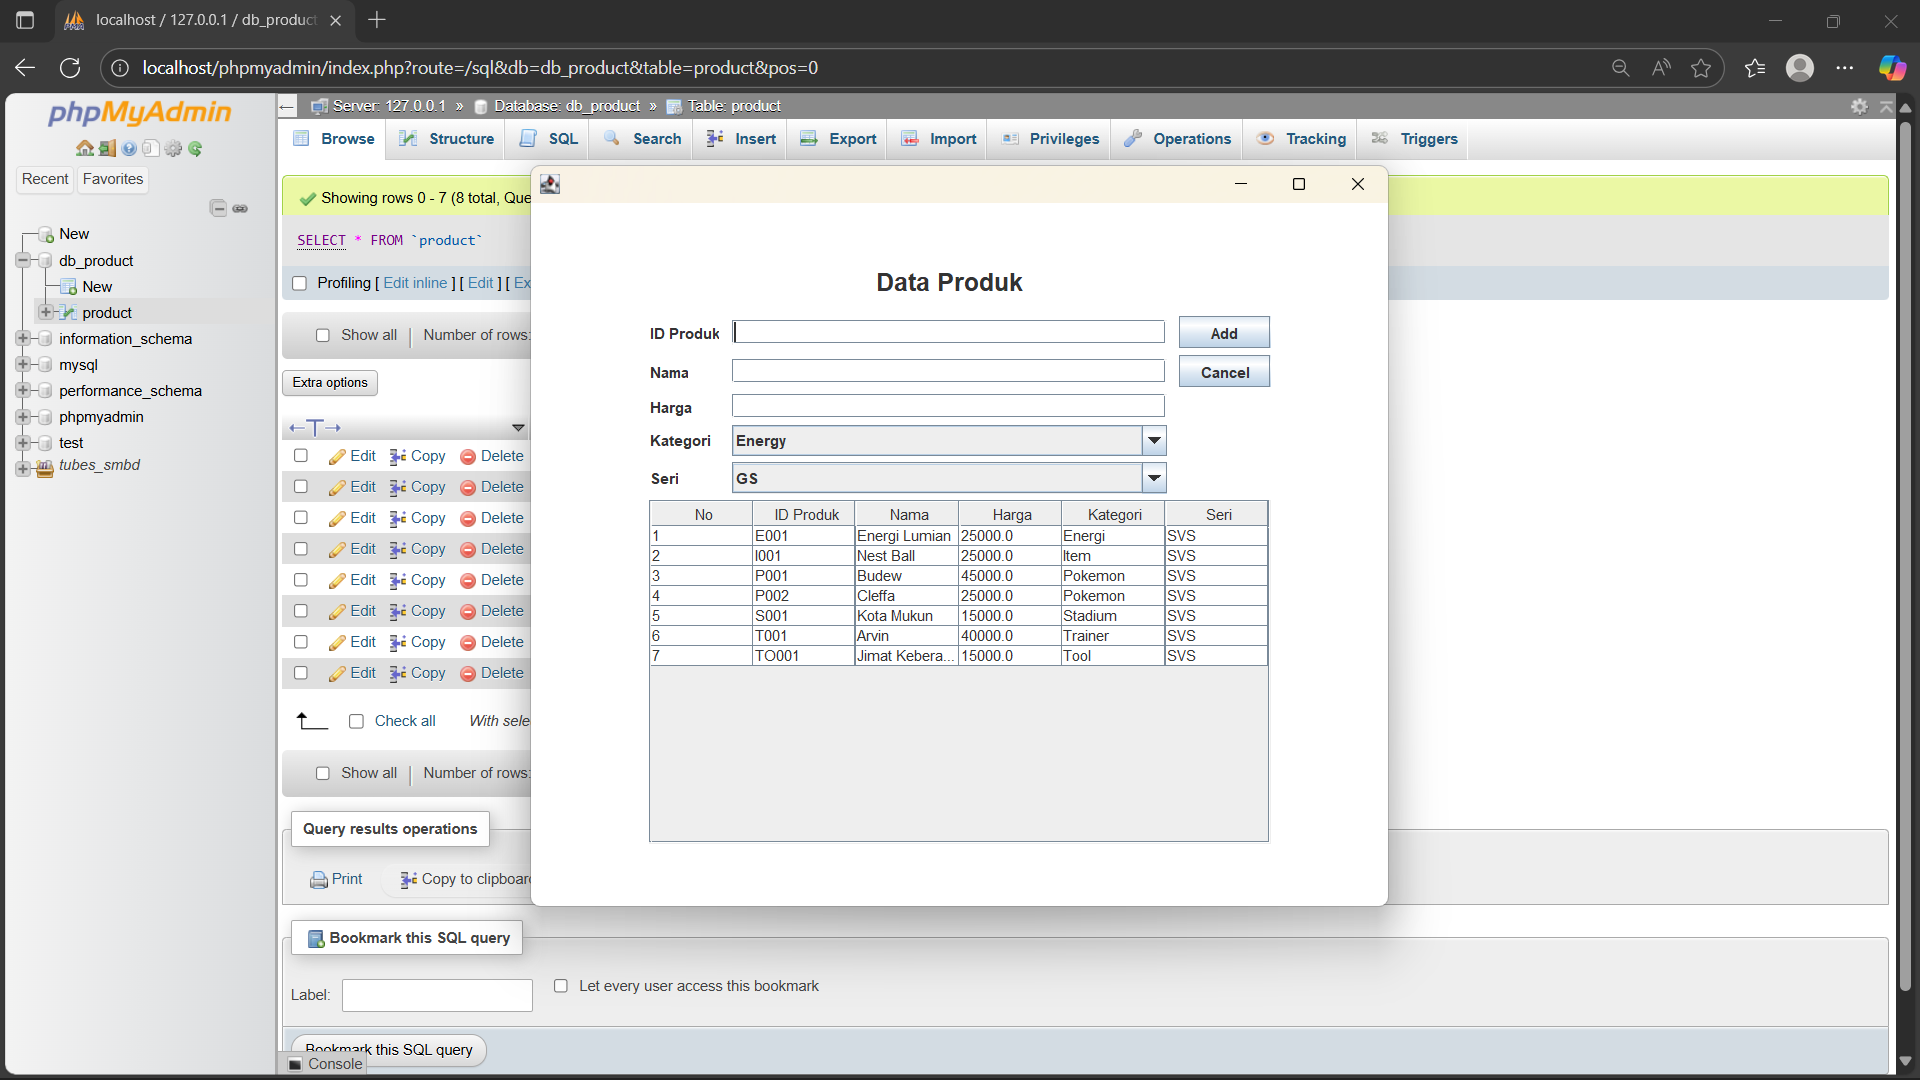 localhost / 127.0.0.1 / db_product
localhost/phpmyadmin/index.php?route=/sql&db=db_product&table=product&pos=0
phpMyAdmin
Recent Favorites
New
db_product
New
product
information_schema
mysql
performance_schema
phpmyadmin
test
tubes_smbd
Server: 127.0.0.1 » Database: db_product » Table: product
Browse Structure SQL Search Insert Export Import Privileges Operations Tracking Triggers
Showing rows 0 - 7 (8 total, Que
SELECT * FROM `product`
Profiling [ Edit inline ] [ Edit ] [ Ex
Show all Number of rows:
Extra options
Edit Copy Delete
Edit Copy Delete
Edit Copy Delete
Edit Copy Delete
Edit Copy Delete
Edit Copy Delete
Edit Copy Delete
Edit Copy Delete
Check all With sele
Show all Number of rows:
Query results operations
Print Copy to clipboar
Bookmark this SQL query
Label: Let every user access this bookmark
Bookmark this SQL query
Console
Data Produk
ID Produk Add
Nama Cancel
Harga
Kategori Energy
Seri GS
No ID Produk Nama Harga Kategori Seri
1 E001 Energi Lumian 25000.0 Energi SVS
2 I001 Nest Ball 25000.0 Item SVS
3 P001 Budew 45000.0 Pokemon SVS
4 P002 Cleffa 25000.0 Pokemon SVS
5 S001 Kota Mukun 15000.0 Stadium SVS
6 T001 Arvin 40000.0 Trainer SVS
7 TO001 Jimat Kebera... 15000.0 Tool SVS